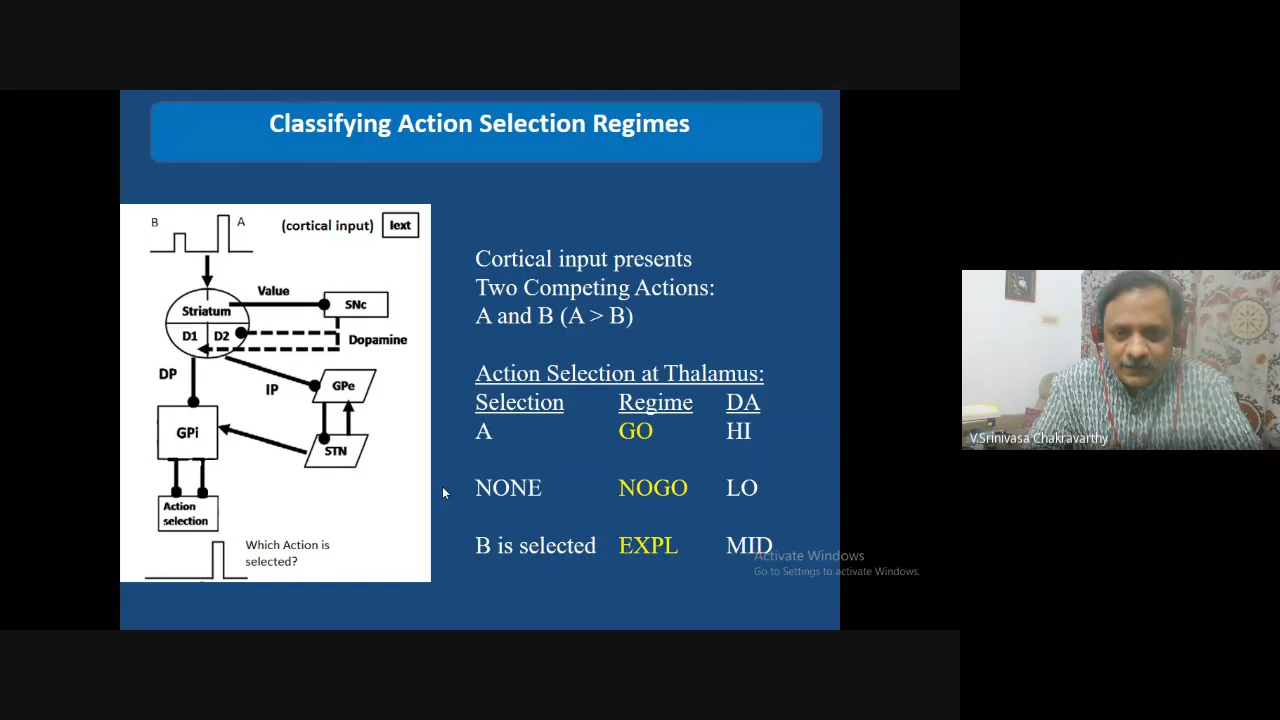 Classifying Action Selection Regimes
B
A
(cortical input)
Iext
Striatum
Value
SNc
D1
D2
Dopamine
DP
IP
GPe
GPi
STN
Action
selection
Which Action is
selected?
Cortical input presents
Two Competing Actions:
A and B (A > B)
Action Selection at Thalamus:
Selection Regime DA
A GO HI
NONE NOGO LO
B is selected EXPL MID
Activate Windows
Go to Settings to activate Windows.
V.Srinivasa Chakravarthy